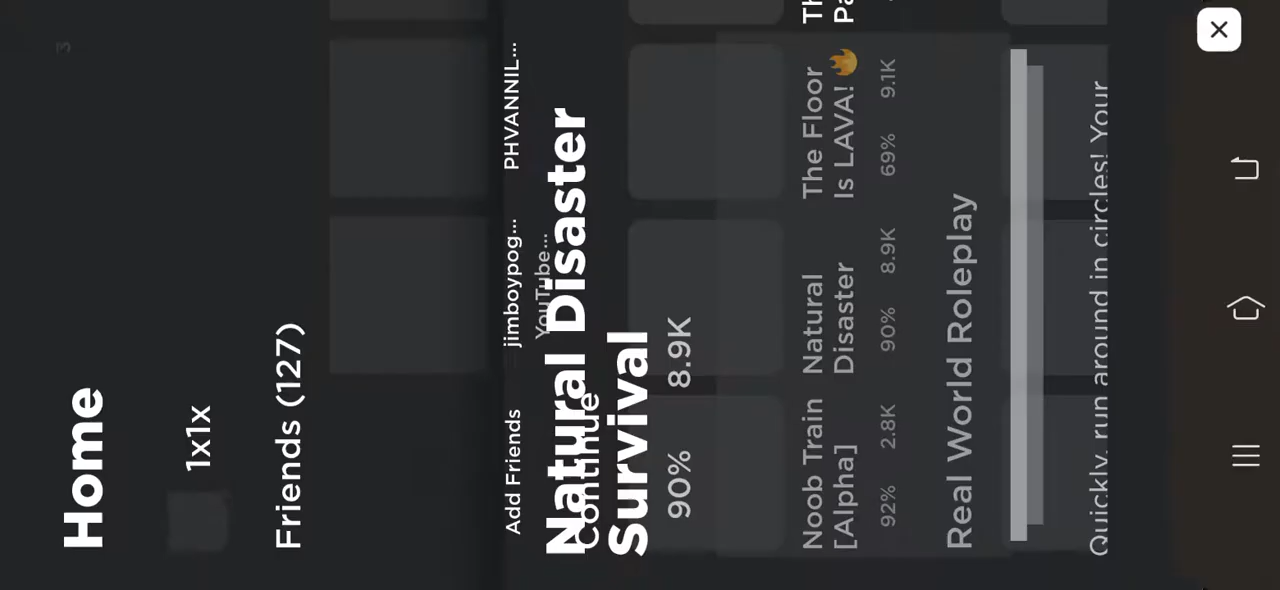 Home
1x1x
Friends (127)
Add Friends
jimboypog...
PHVANNIL...
YouTube...
Continue
Natural Disaster
Survival
90% 8.9K
Noob Train
[Alpha]
92% 2.8K
Natural
Disaster
90% 8.9K
The Floor
Is LAVA! 🔥
69% 9.1K
Real World Roleplay
Quickly, run around in circles! Your